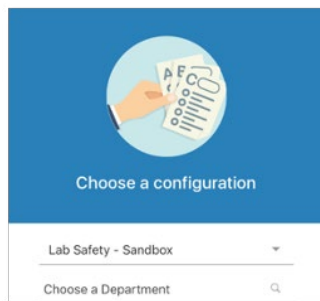 A B C
Choose a configuration
Lab Safety - Sandbox
Choose a Department